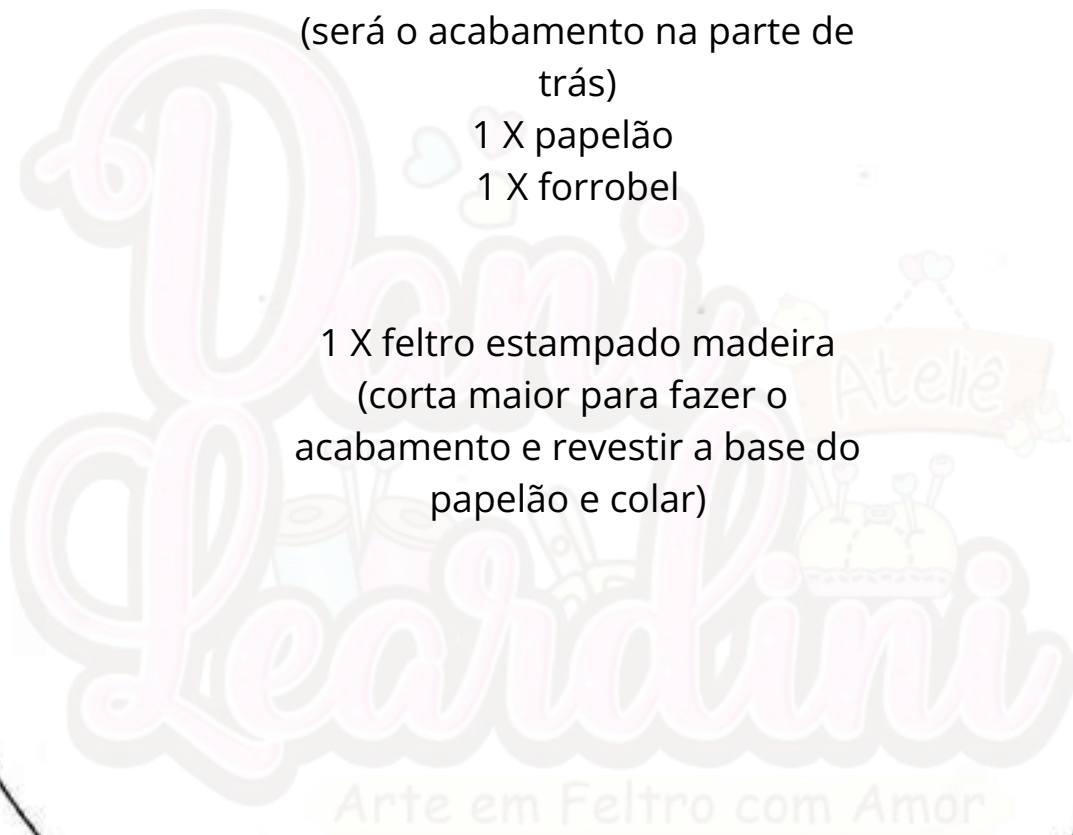 (será o acabamento na parte de
trás)
1 X papelão
1 X forrobel
1 X feltro estampado madeira
(corta maior para fazer o
acabamento e revestir a base do
papelão e colar)
Doni
Ateliê
Leardini
Arte em Feltro com Amor